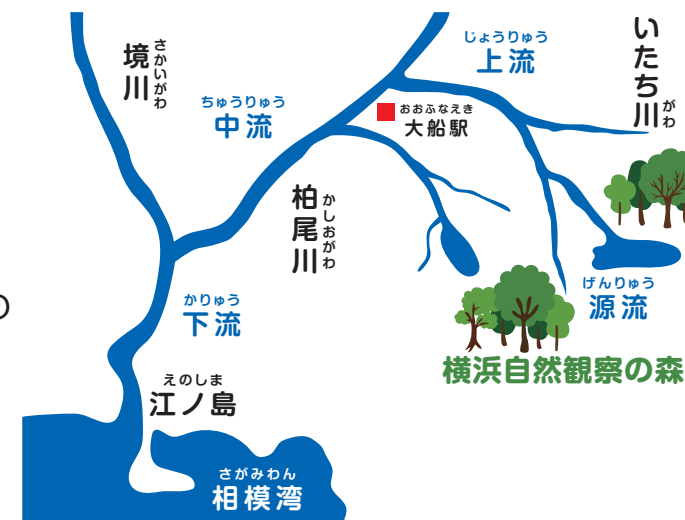 さかいがわ
境川
じょうりゅう
上流
いたち川
がわ
ちゅうりゅう
中流
おおふなえき
大船駅
かしおがわ
柏尾川
げんりゅう
源流
かりゅう
下流
横浜自然観察の森
えのしま
江ノ島
さがみわん
相模湾